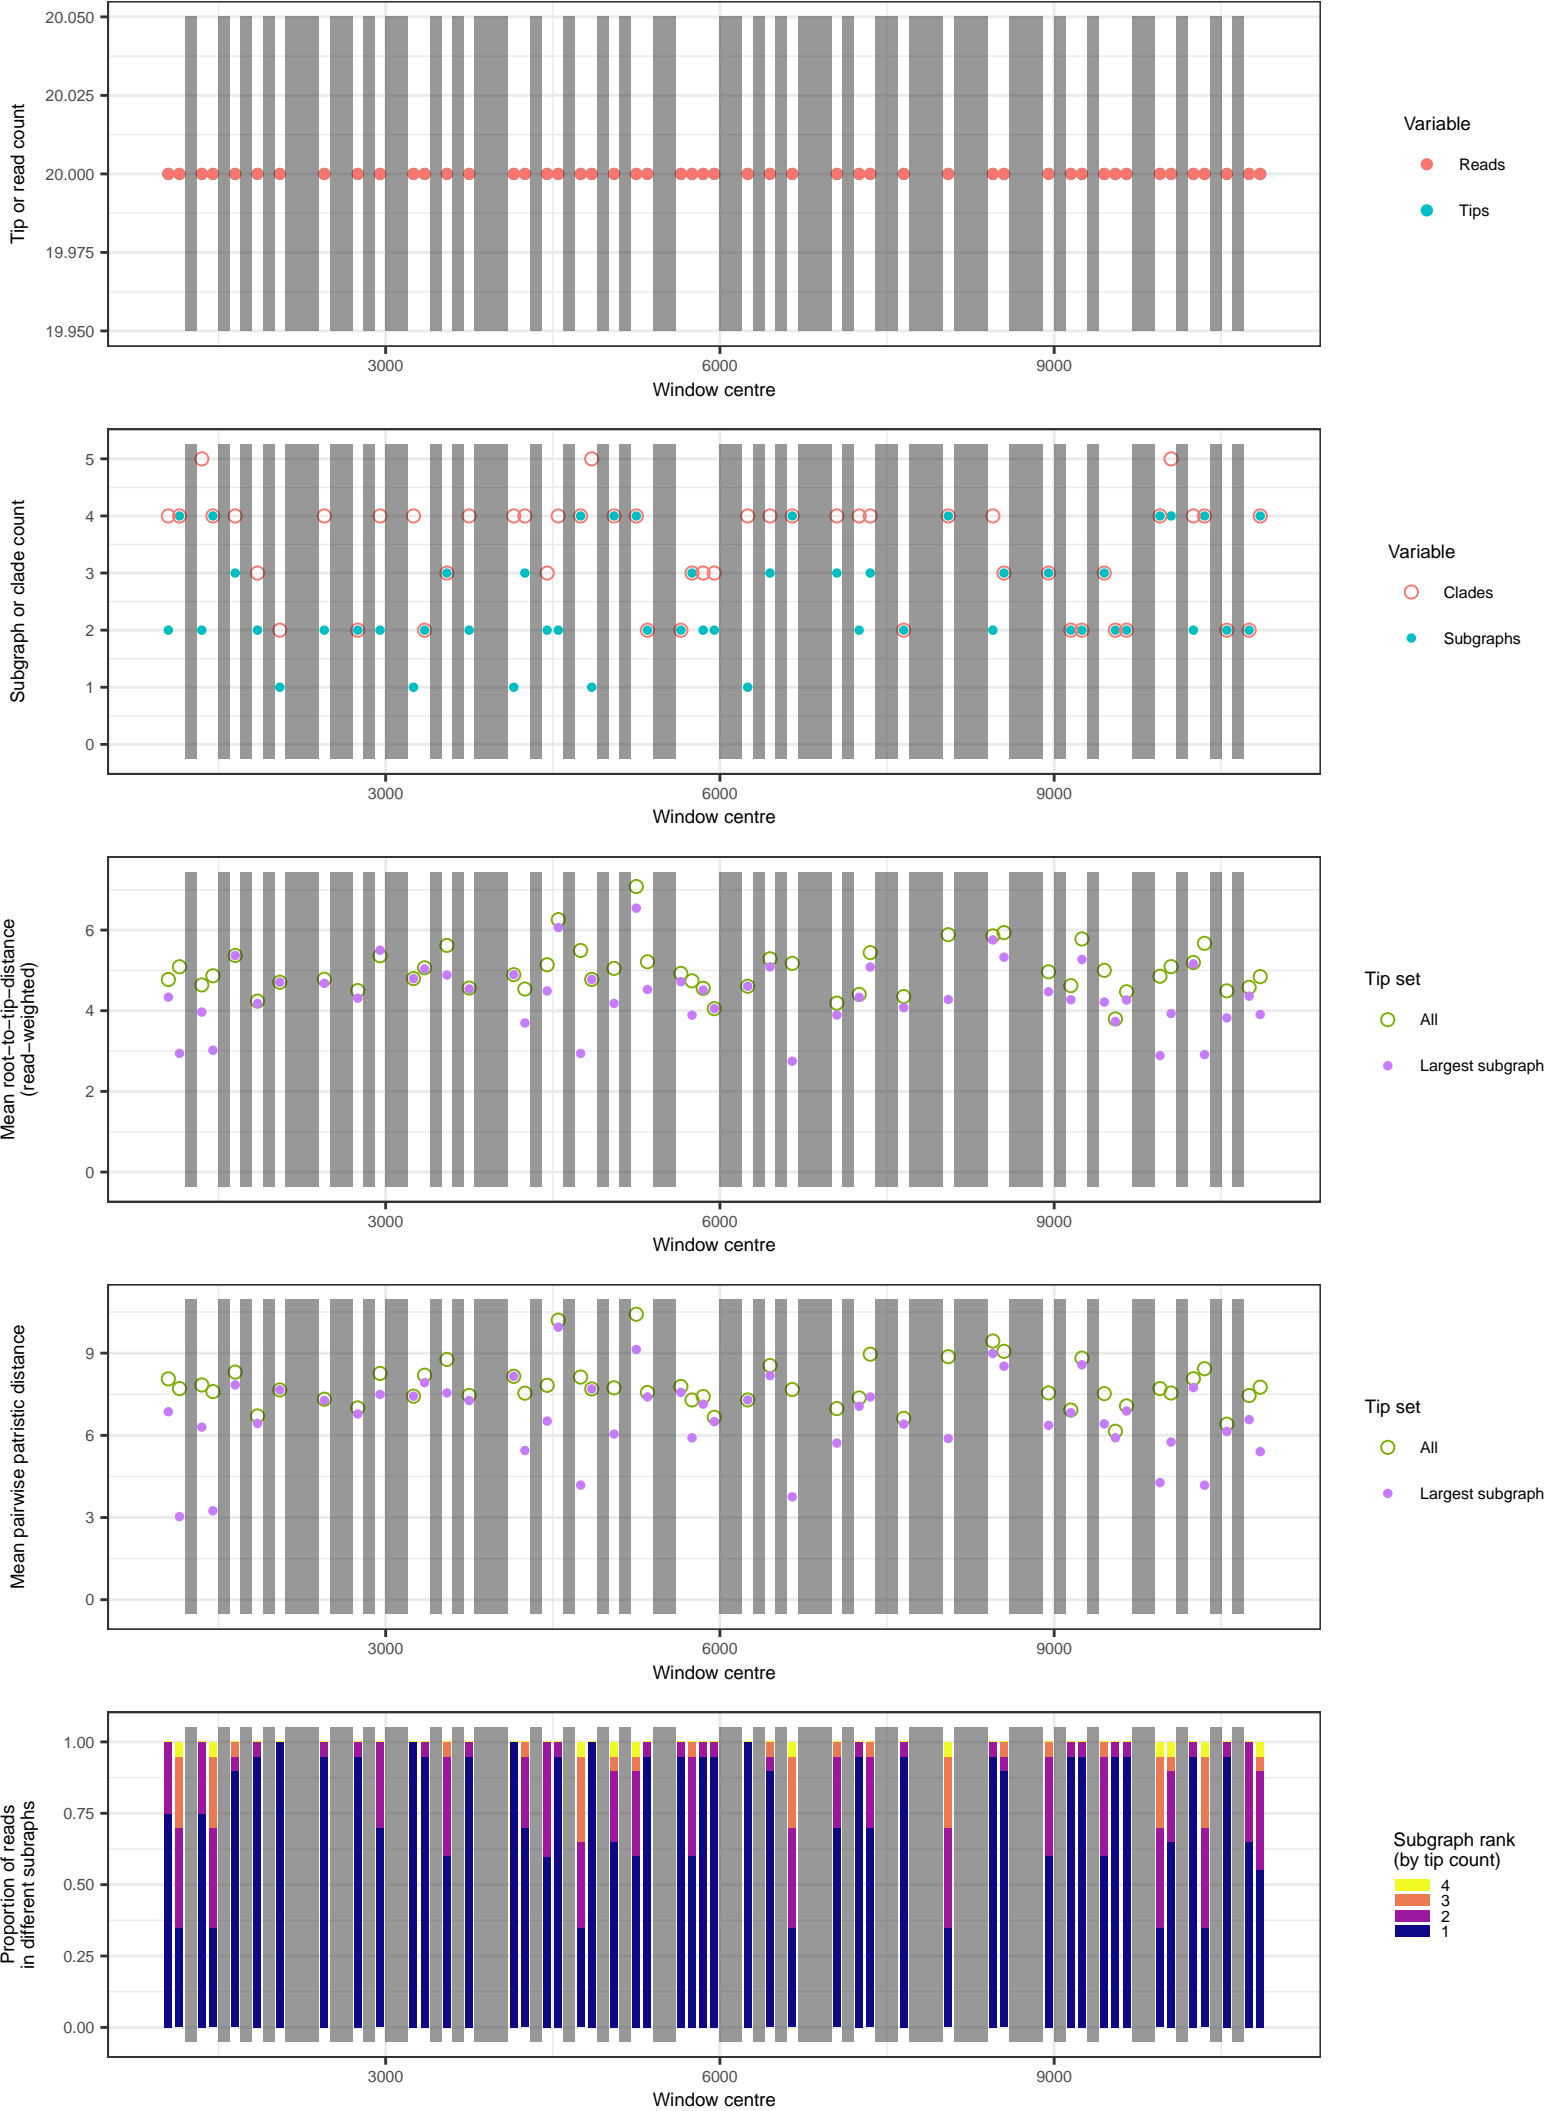 20.050
20.025
20.000
19.975
19.950
Tip or read count
3000
6000
9000
Window centre
Variable
Reads
Tips
5
4
3
2
1
0
Subgraph or clade count
3000
6000
9000
Window centre
Variable
Clades
Subgraphs
6
4
2
0
Mean root−to−tip−distance
(read−weighted)
3000
6000
9000
Window centre
Tip set
All
Largest subgraph
9
6
3
0
Mean pairwise patristic distance
3000
6000
9000
Window centre
Tip set
All
Largest subgraph
1.00
0.75
0.50
0.25
0.00
Proportion of reads
in different subraphs
3000
6000
9000
Window centre
Subgraph rank
(by tip count)
4
3
2
1